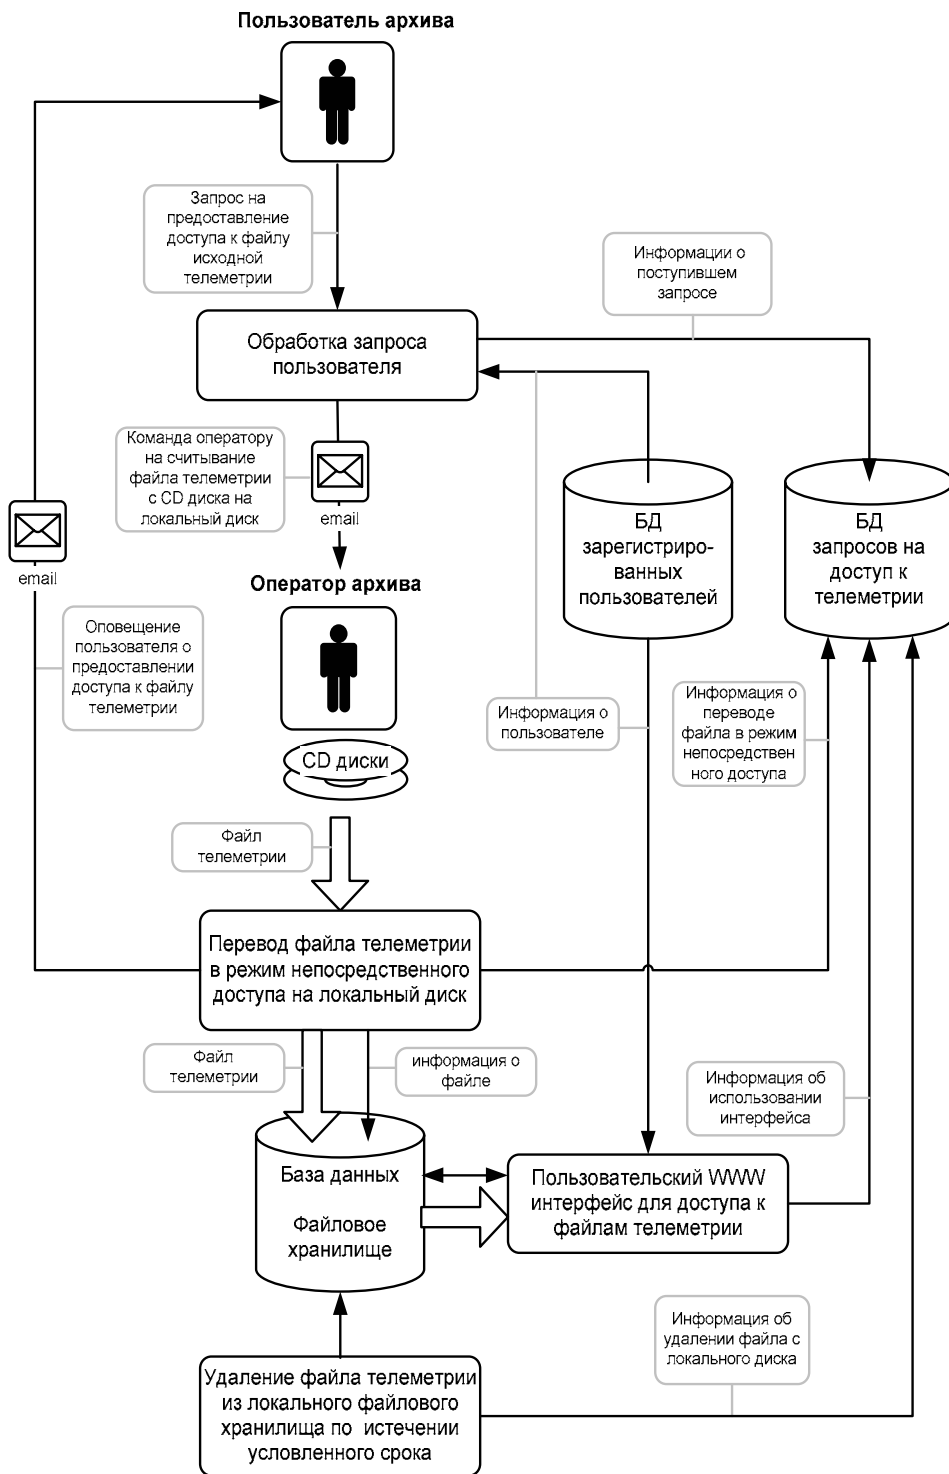 Пользователь архива
Запрос на
предоставление
доступа к файлу
исходной
телеметрии
Информации о
поступившем
запросе
Обработка запроса
пользователя
Команда оператору
на считывание
файла телеметрии
с CD диска на
локальный диск
email
email
БД
зарегистриро-
ванных
пользователей
БД
запросов на
доступ к
телеметрии
Оператор архива
Оповещение
пользователя о
предоставлении
доступа к файлу
телеметрии
Информация о
пользователе
Информация о
переводе
файла в режим
непосредствен
ного доступа
CD диски
Файл
телеметрии
Перевод файла телеметрии
в режим непосредственного
доступа на локальный диск
Файл
телеметрии
информация о
файле
Информация об
использовании
интерфейса
База данных
Файловое
хранилище
Пользовательский WWW
интерфейс для доступа к
файлам телеметрии
Информация об
удалении файла с
локального диска
Удаление файла телеметрии
из локального файлового
хранилища по истечении
условленного срока